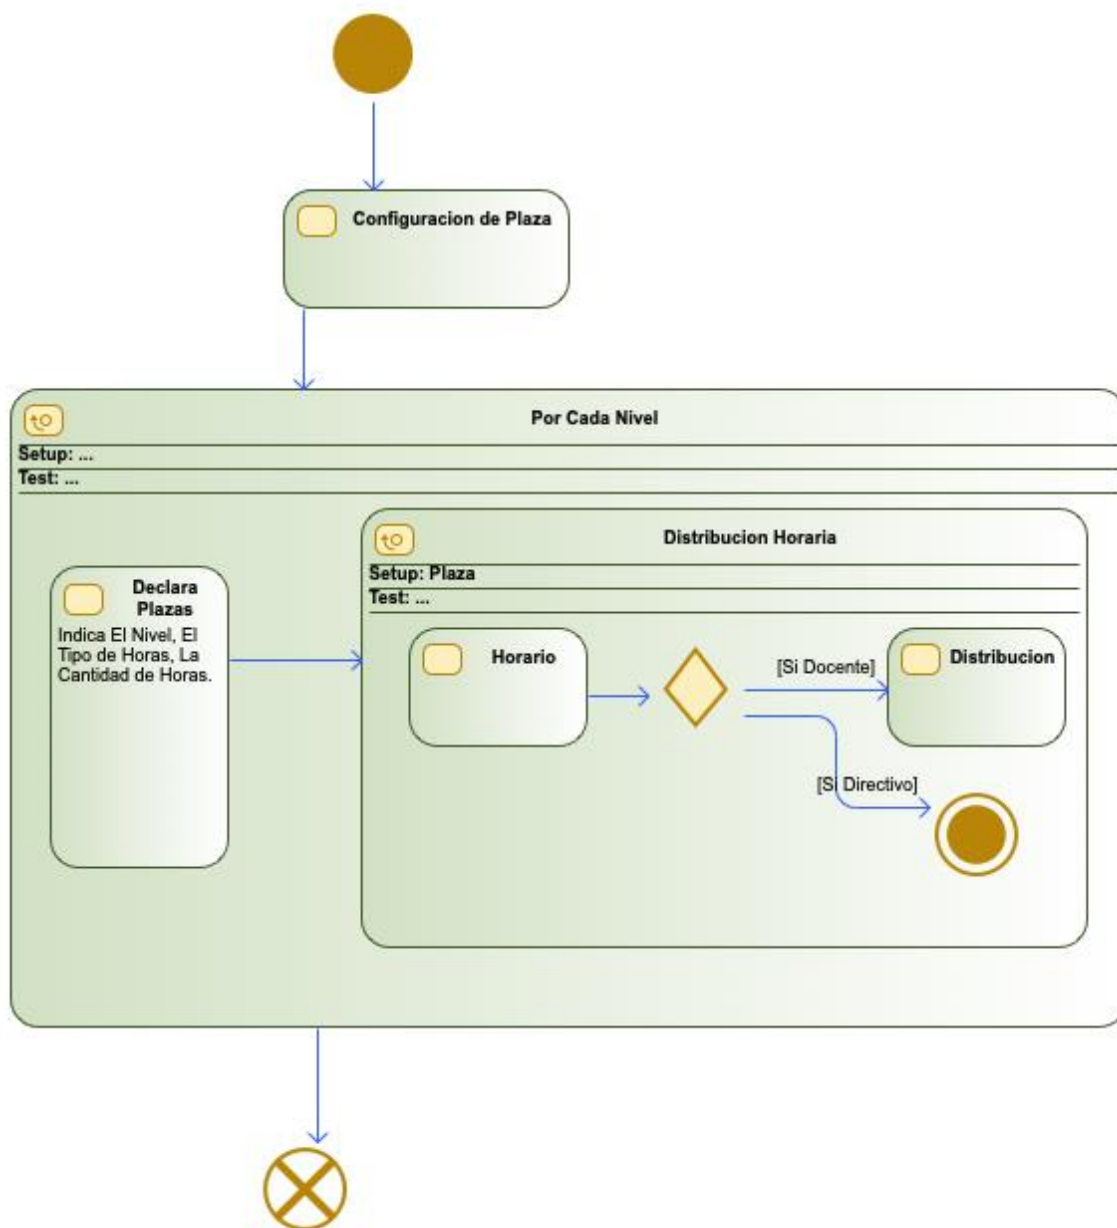 Configuracion de Plaza
Por Cada Nivel
Setup: ...
Test: ...
Distribucion Horaria
Setup: Plaza
Test: ...
Declara
Plazas
Indica El Nivel, El
Tipo de Horas, La
Cantidad de Horas.
Horario
[Si Docente]
Distribucion
[Si Directivo]